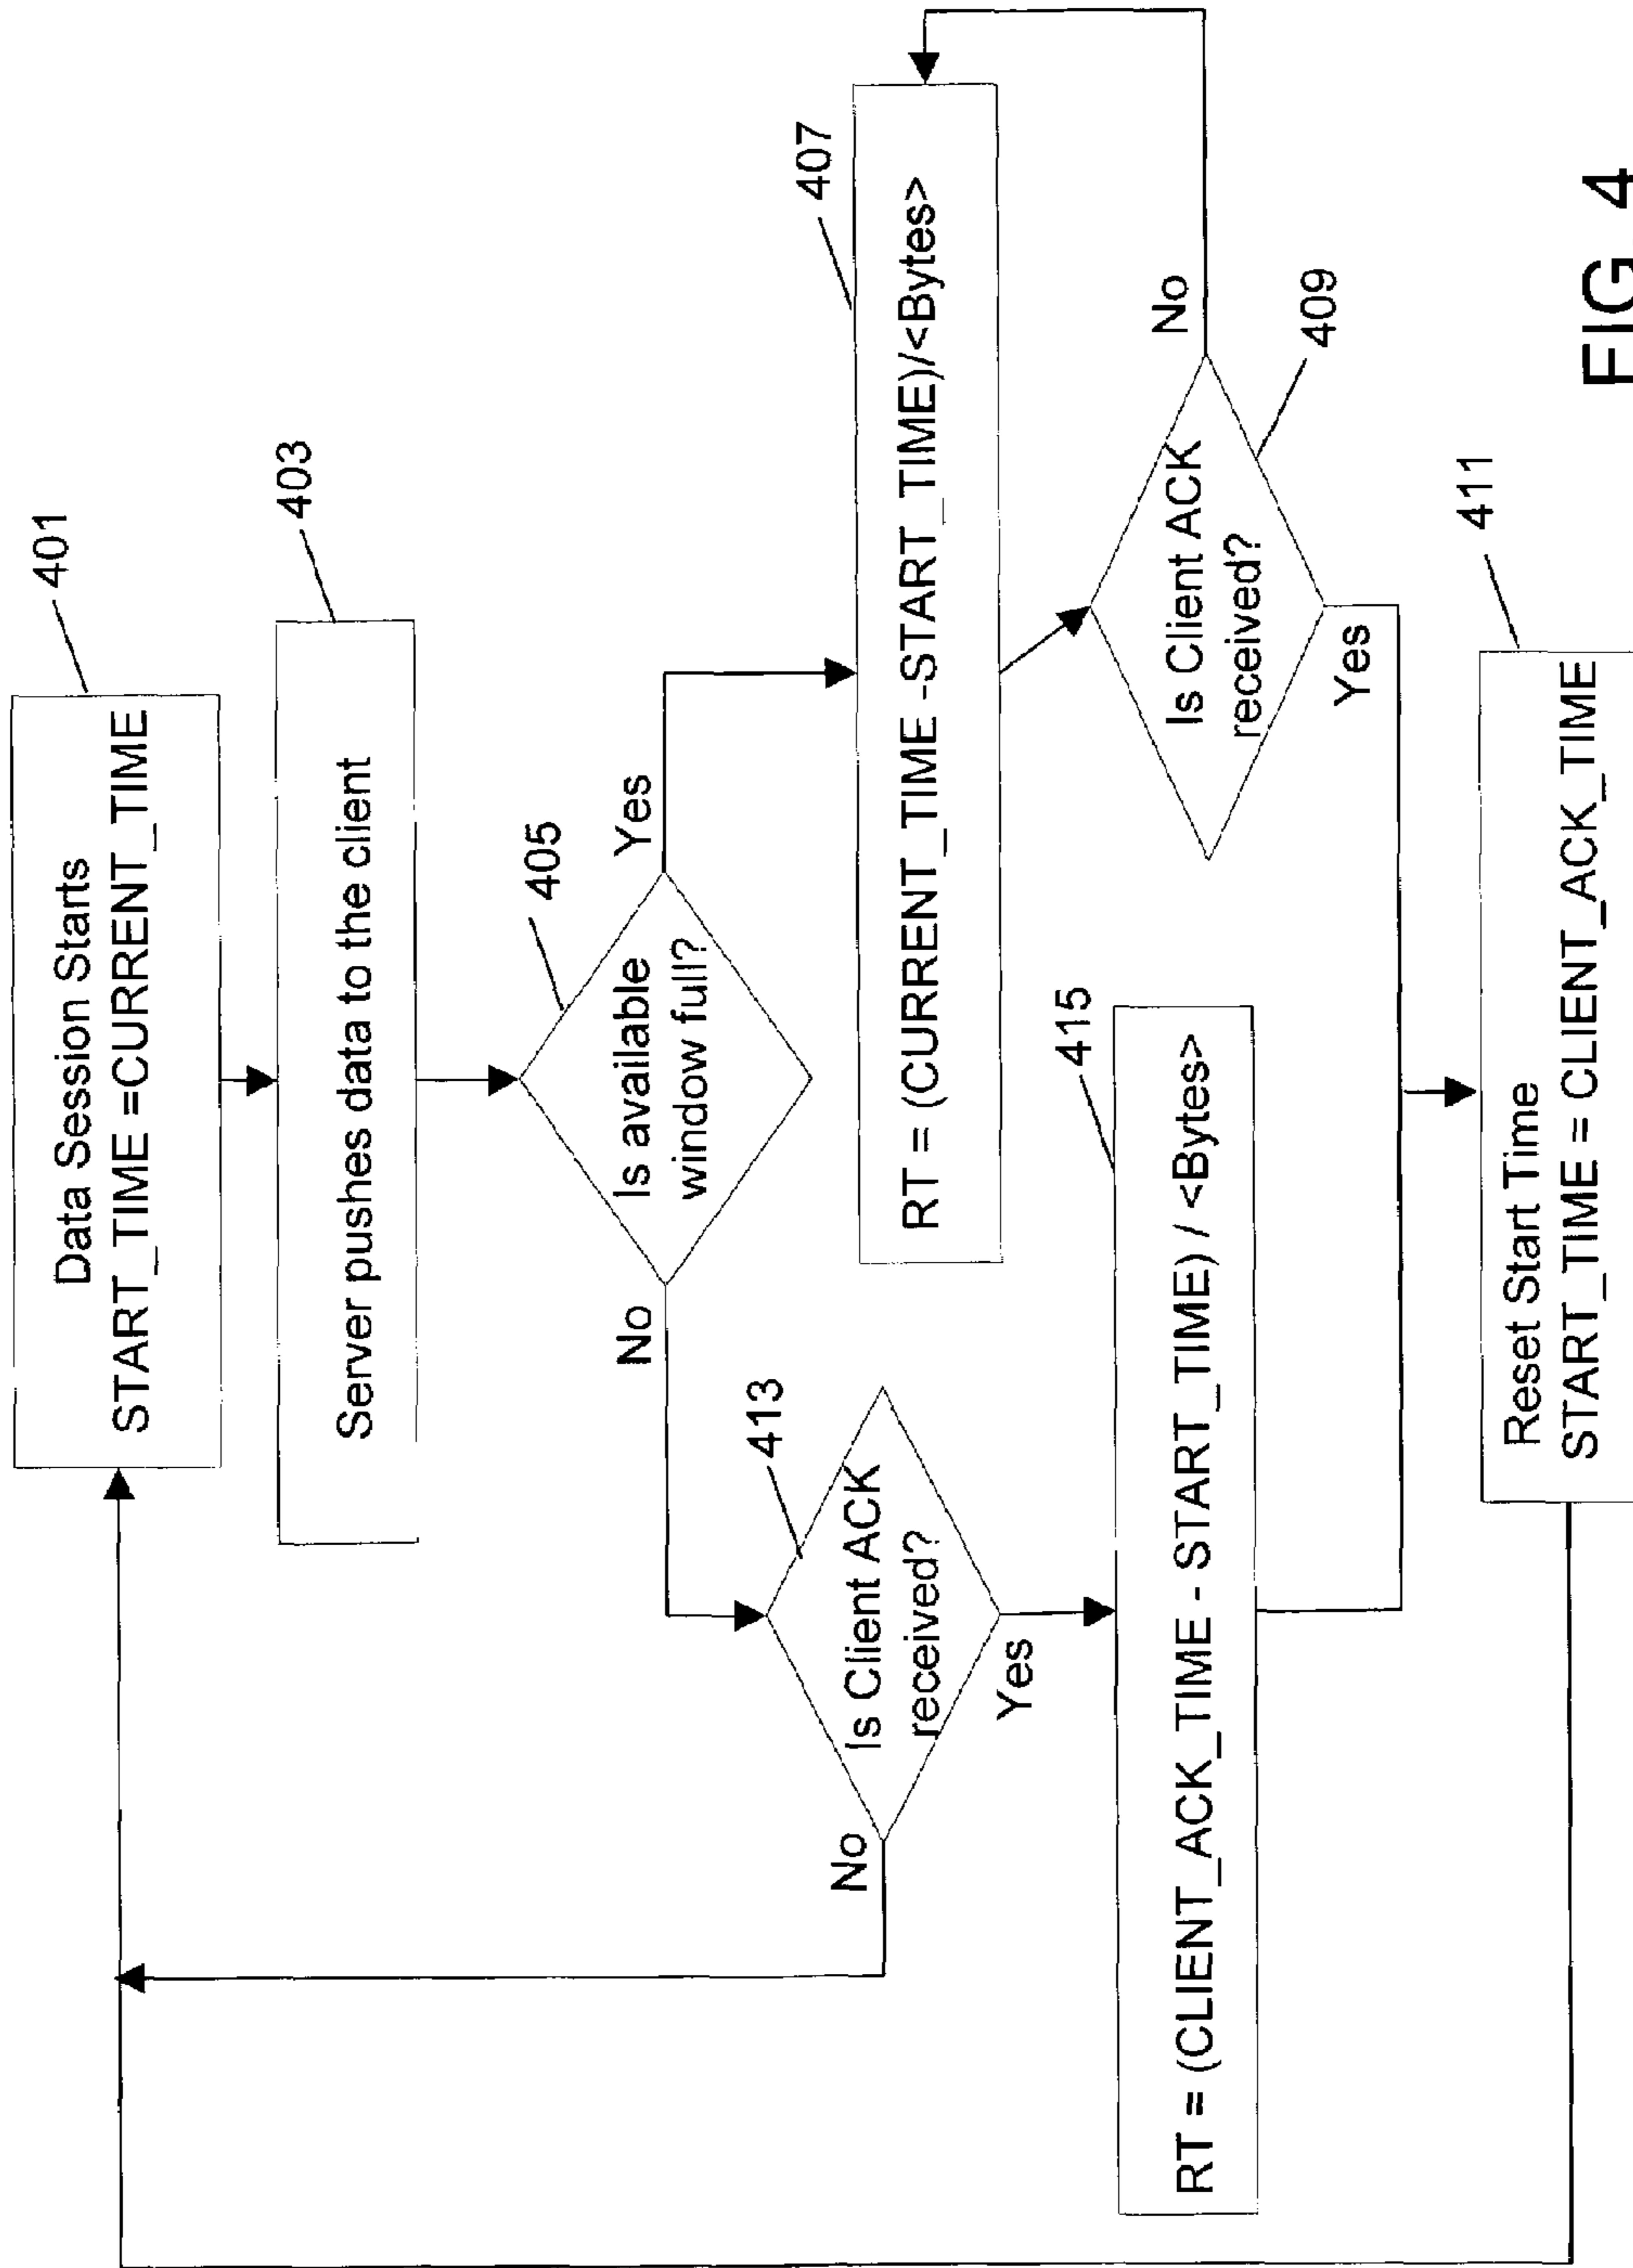 Data Session Starts
START_TIME =CURRENT_TIME
401
Server pushes data to the client
403
Is available
window full?
405
No
Yes
Is Client ACK
received?
413
No
Yes
RT = (CURRENT_TIME -START_TIME)/<Bytes>
407
Is Client ACK
received?
409
No
Yes
RT = (CLIENT_ACK_TIME - START_TIME) / <Bytes>
415
Reset Start Time
START_TIME = CLIENT_ACK_TIME
411
FIG. 4